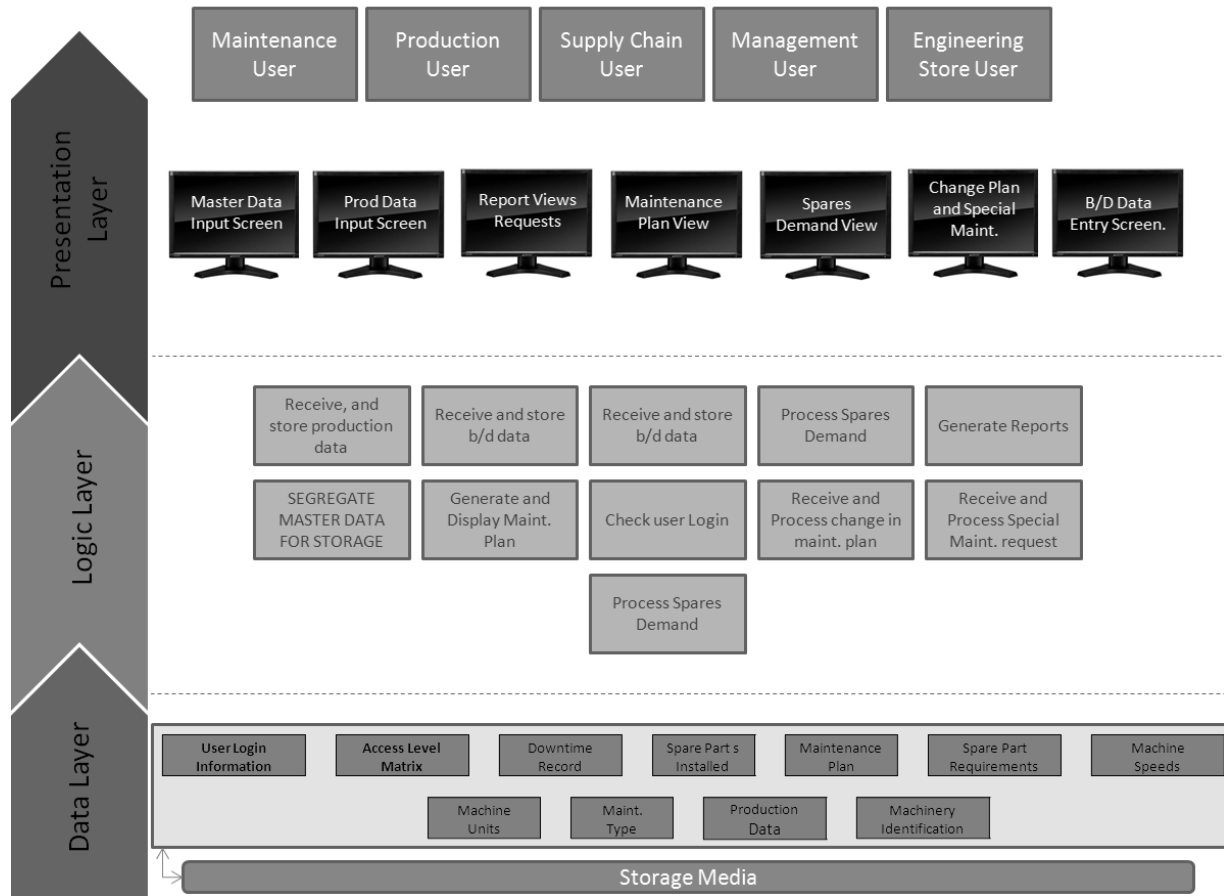 Maintenance
User
Production
User
Supply Chain
User
Management
User
Engineering
Store User
Presentation
Layer
Master Data
Input Screen
Prod Data
Input Screen
Report Views
Requests
Maintenance
Plan View
Spares
Demand View
Change Plan
and Special
Maint.
B/D Data
Entry Screen.
Logic Layer
Receive, and
store production
data
Receive and store
b/d data
Receive and store
b/d data
Process Spares
Demand
Generate Reports
SEGREGATE
MASTER DATA
FOR STORAGE
Generate and
Display Maint.
Plan
Check user Login
Receive and
Process change in
maint. plan
Receive and
Process Special
Maint. request
Process Spares
Demand
Data Layer
User Login
Information
Access Level
Matrix
Downtime
Record
Spare Part s
Installed
Maintenance
Plan
Spare Part
Requirements
Machine
Speeds
Machine
Units
Maint.
Type
Production
Data
Machinery
Identification
Storage Media